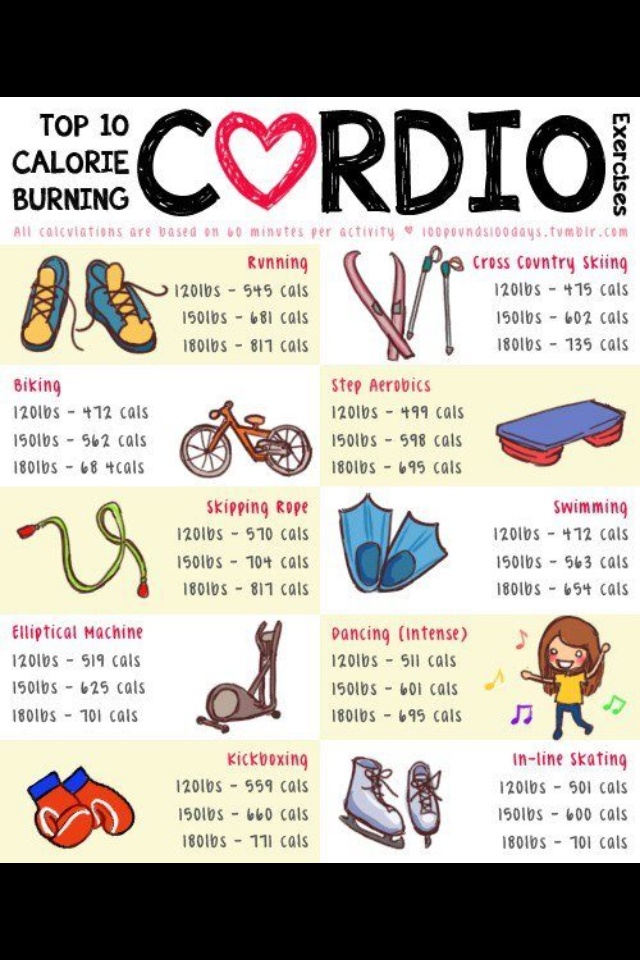 TOP 10
CALORIE
BURNING
CARDIO
Exercises
All calculations are based on 60 minutes per activity ♥ 100pounds100days.tumblr.com
Running
120lbs - 545 cals
150lbs - 681 cals
180lbs - 817 cals
Cross Country Skiing
120lbs - 475 cals
150lbs - 602 cals
180lbs - 735 cals
Biking
120lbs - 472 cals
150lbs - 562 cals
180lbs - 68 4cals
Step Aerobics
120lbs - 499 cals
150lbs - 598 cals
180lbs - 695 cals
Skipping Rope
120lbs - 570 cals
150lbs - 704 cals
180lbs - 817 cals
Swimming
120lbs - 472 cals
150lbs - 563 cals
180lbs - 654 cals
Elliptical Machine
120lbs - 519 cals
150lbs - 625 cals
180lbs - 701 cals
Dancing (Intense)
120lbs - 511 cals
150lbs - 601 cals
180lbs - 695 cals
Kickboxing
120lbs - 559 cals
150lbs - 660 cals
180lbs - 771 cals
In-line Skating
120lbs - 501 cals
150lbs - 600 cals
180lbs - 701 cals